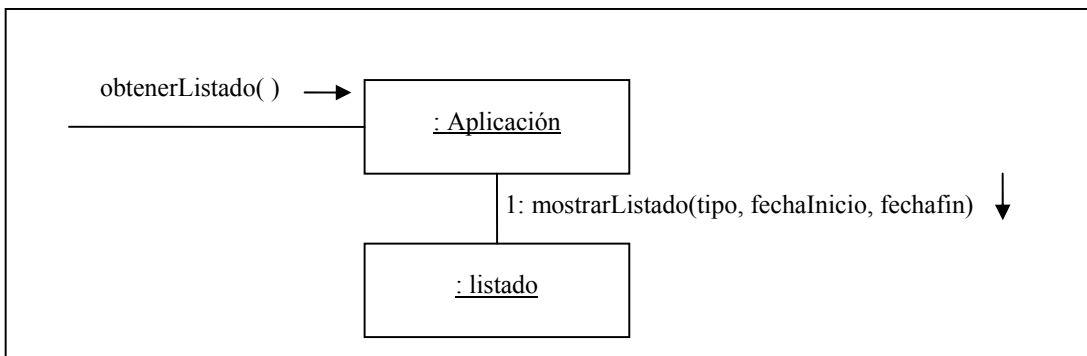 obtenerListado( )
: Aplicación
1: mostrarListado(tipo, fechaInicio, fechafin)
: listado